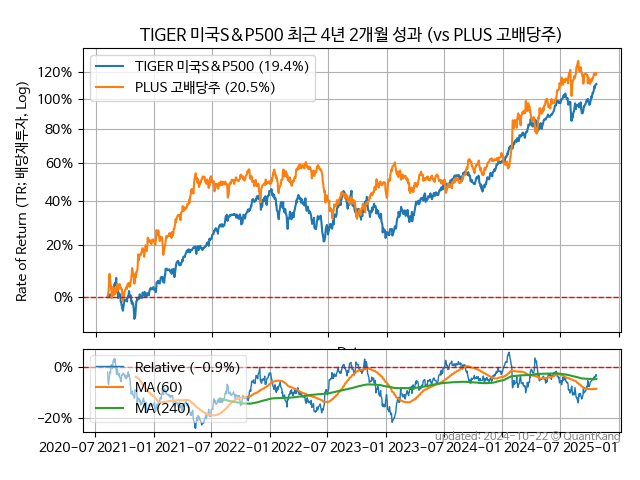 TIGER 미국S&P500 최근 4년 2개월 성과 (vs PLUS 고배당주)
TIGER 미국S&P500 (19.4%)
PLUS 고배당주 (20.5%)
Rate of Return (TR: 배당재투자, Log)
120%
100%
80%
60%
40%
20%
0%
Relative (−0.9%)
MA(60)
MA(240)
0%
−20%
updated: 2024-10-22 © QuantKang
2020-07 2021-01 2021-07 2022-01 2022-07 2023-01 2023-07 2024-01 2024-07 2025-01